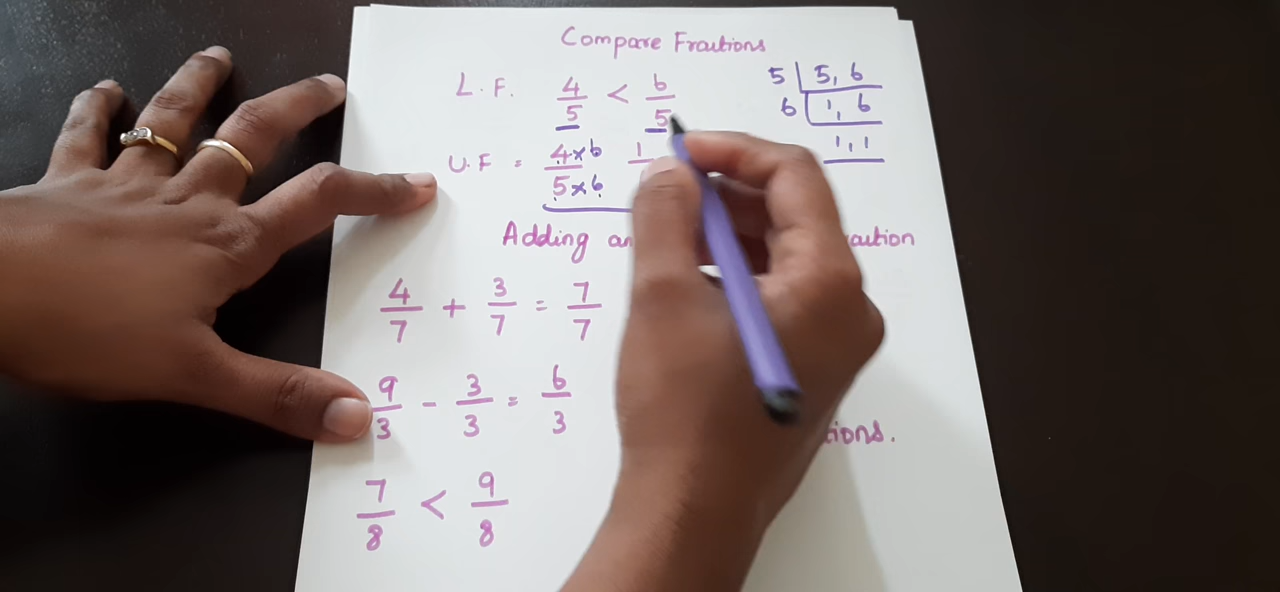 Compare Fractions
L.F. 4/5 < 6/5
5 | 5, 6
6 | 1, 6
1, 1
U.F = 4×6/5×6 1
Adding
4/7 + 3/7 = 7/7
9/3 - 3/3 = 6/3
7/8 < 9/8